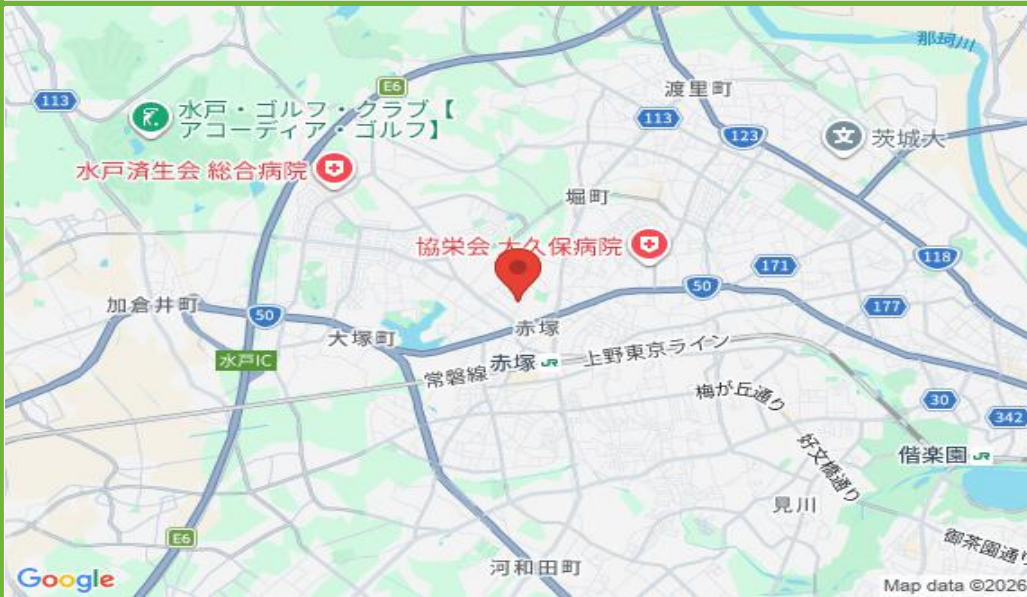 那珂川
E6
渡里町
113
水戸・ゴルフ・クラブ【
アコーディア・ゴルフ】
113
123
茨城大
水戸済生会 総合病院
堀町
協栄会 大久保病院
118
171
50
加倉井町
50
177
大塚町
赤塚
水戸IC
常磐線
赤塚 JR
上野東京ライン
梅が丘通り
30
342
好文橋通り
偕楽園 JR
見川
E6
御茶園通り
河和田町
Google
Map data ©2026